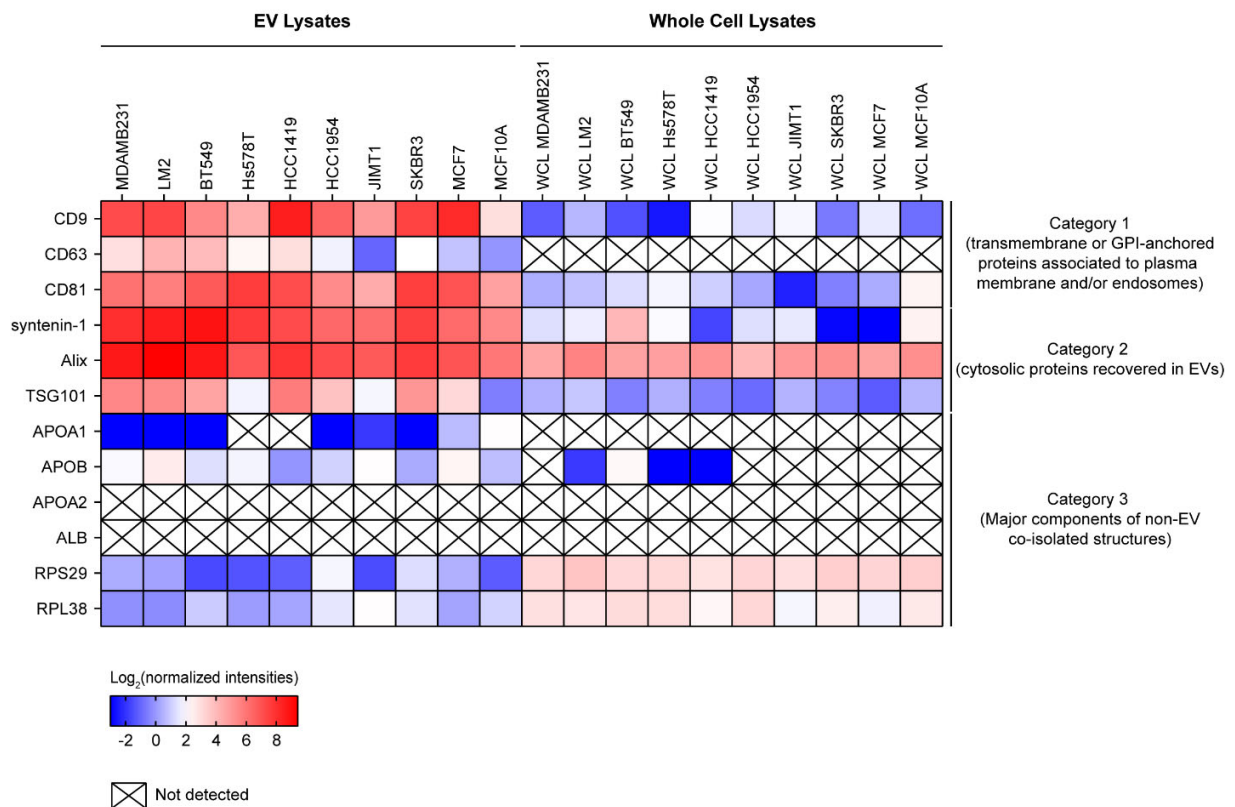 EV Lysates
Whole Cell Lysates
MDAMB231
LM2
BT549
Hs578T
HCC1419
HCC1954
JIMT1
SKBR3
MCF7
MCF10A
WCL MDAMB231
WCL LM2
WCL BT549
WCL Hs578T
WCL HCC1419
WCL HCC1954
WCL JIMT1
WCL SKBR3
WCL MCF7
WCL MCF10A
CD9
CD63
CD81
syntenin-1
Alix
TSG101
APOA1
APOB
APOA2
ALB
RPS29
RPL38
Category 1
(transmembrane or GPI-anchored
proteins associated to plasma
membrane and/or endosomes)
Category 2
(cytosolic proteins recovered in EVs)
Category 3
(Major components of non-EV
co-isolated structures)
Log2(normalized intensities)
-2 0 2 4 6 8
Not detected